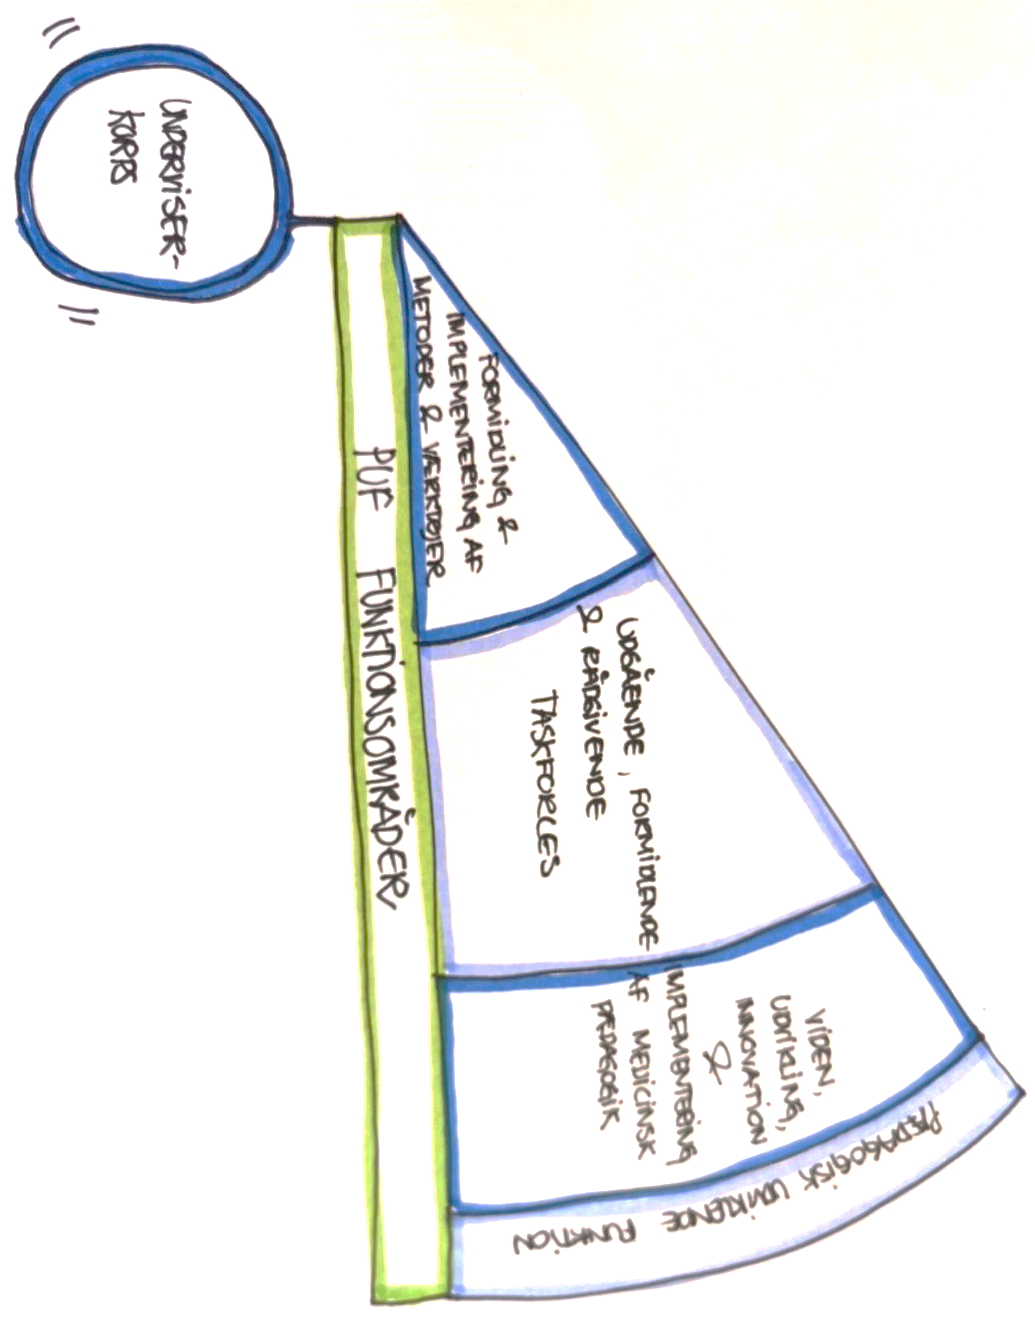 UNDERVISER-
KORPS
FORMIDLING &
IMPLEMENTERING AF
METODER & VÆRKTØJER
PUF FUNKTIONSOMRÅDER
UDGÅENDE, FORMIDLENDE
& RÅDGIVENDE
TASKFORCES
VIDEN,
UDVIKLING,
INNOVATION
&
IMPLEMENTERING
AF MEDICINSK
PÆDAGOGIK
PÆDAGOGISK UDVIKLENDE FUNKTION